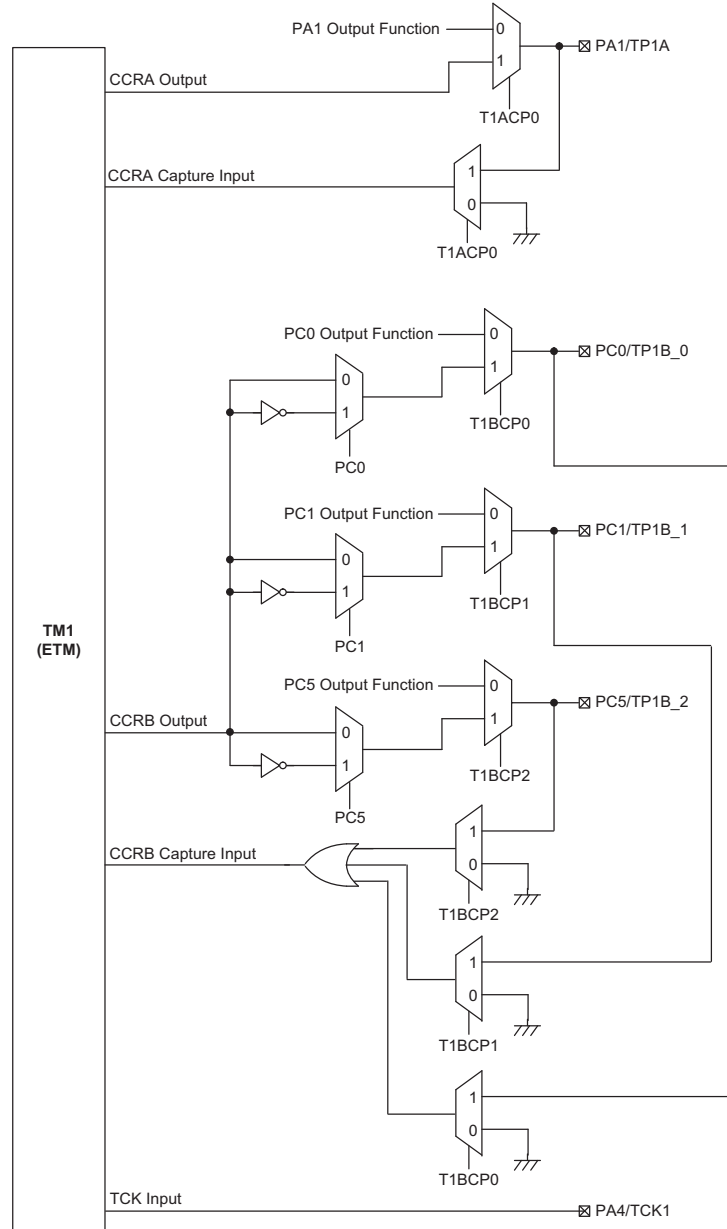 PA1 Output Function
0
1
PA1/TP1A
CCRA Output
T1ACP0
CCRA Capture Input
1
0
T1ACP0
PC0 Output Function
0
1
PC0/TP1B_0
0
1
T1BCP0
PC0
PC1 Output Function
0
1
PC1/TP1B_1
0
1
T1BCP1
PC1
TM1
(ETM)
PC5 Output Function
0
1
PC5/TP1B_2
CCRB Output
0
1
T1BCP2
PC5
CCRB Capture Input
1
0
T1BCP2
1
0
T1BCP1
1
0
T1BCP0
TCK Input
PA4/TCK1